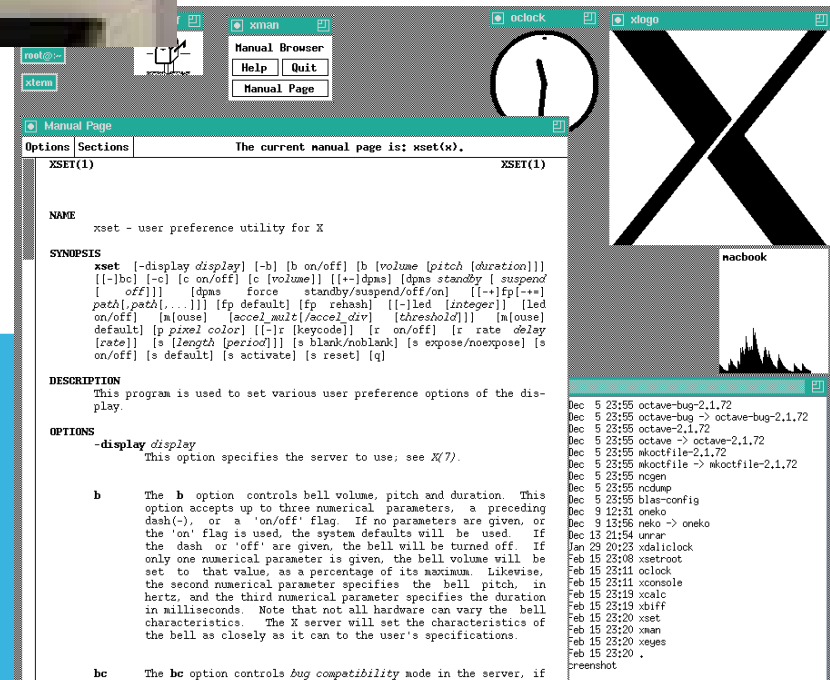 f
xman
oclock
xlogo
root@:~
xterm
Manual Browser
Help Quit
Manual Page
Manual Page
Options Sections The current manual page is: xset(x).
XSET(1) XSET(1)
NAME
xset - user preference utility for X
SYNOPSIS
xset [-display display] [-b] [b on/off] [b [volume [pitch [duration]]]
[[-]bc] [-c] [c on/off] [c [volume]] [[+-]dpms] [dpms standby [ suspend
[ off]]] [dpms force standby/suspend/off/on] [[-+]fp[-+=]
path[,path[,...]]] [fp default] [fp rehash] [[-]led [integer]] [led
on/off] [m[ouse] [accel_mult[/accel_div] [threshold]]] [m[ouse]
default] [p pixel color] [[-]r [keycode]] [r on/off] [r rate delay
[rate]] [s [length [period]]] [s blank/noblank] [s expose/noexpose] [s
on/off] [s default] [s activate] [s reset] [q]
DESCRIPTION
This program is used to set various user preference options of the dis-
play.
OPTIONS
-display display
This option specifies the server to use; see X(7).
b The b option controls bell volume, pitch and duration. This
option accepts up to three numerical parameters, a preceding
dash(-), or a 'on/off' flag. If no parameters are given, or
the 'on' flag is used, the system defaults will be used. If
the dash or 'off' are given, the bell will be turned off. If
only one numerical parameter is given, the bell volume will be
set to that value, as a percentage of its maximum. Likewise,
the second numerical parameter specifies the bell pitch, in
hertz, and the third numerical parameter specifies the duration
in milliseconds. Note that not all hardware can vary the bell
characteristics. The X server will set the characteristics of
the bell as closely as it can to the user's specifications.
bc The bc option controls bug compatibility mode in the server, if
macbook
Dec 5 23:55 octave-bug-2.1.72
Dec 5 23:55 octave-bug -> octave-bug-2.1.72
Dec 5 23:55 octave-2.1.72
Dec 5 23:55 octave -> octave-2.1.72
Dec 5 23:55 mkoctfile-2.1.72
Dec 5 23:55 mkoctfile -> mkoctfile-2.1.72
Dec 5 23:55 ncgen
Dec 5 23:55 ncdump
Dec 5 23:55 blas-config
Dec 9 12:31 oneko
Dec 9 13:56 neko -> oneko
Dec 13 21:54 unrar
Jan 29 20:23 xdaliclock
Feb 15 23:08 xsetroot
Feb 15 23:11 oclock
Feb 15 23:11 xconsole
Feb 15 23:19 xcalc
Feb 15 23:19 xbiff
Feb 15 23:20 xset
Feb 15 23:20 xman
Feb 15 23:20 xeyes
Feb 15 23:20 .
creenshot